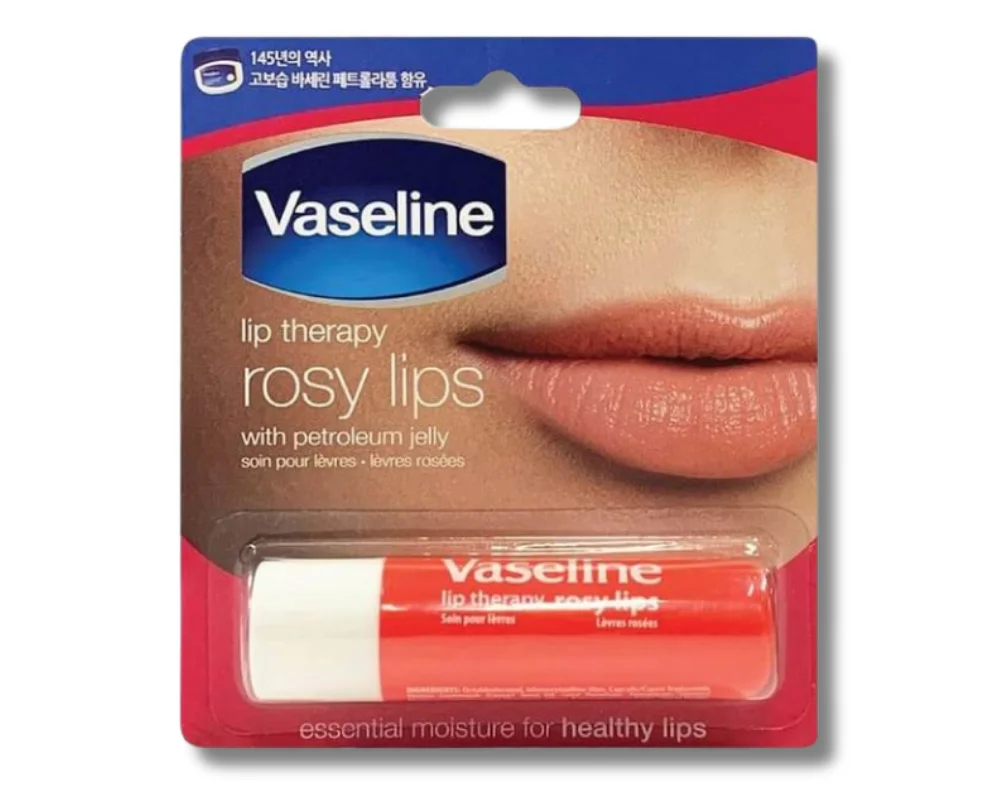 145년의 역사
고보습 바세린 페트롤라툼 함유
Vaseline
lip therapy
rosy lips
with petroleum jelly
soin pour lèvres • lèvres rosées
Vaseline
lip therapy rosy lips
Soin pour lèvres Lèvres rosées
INGREDIENTS:
essential moisture for healthy lips